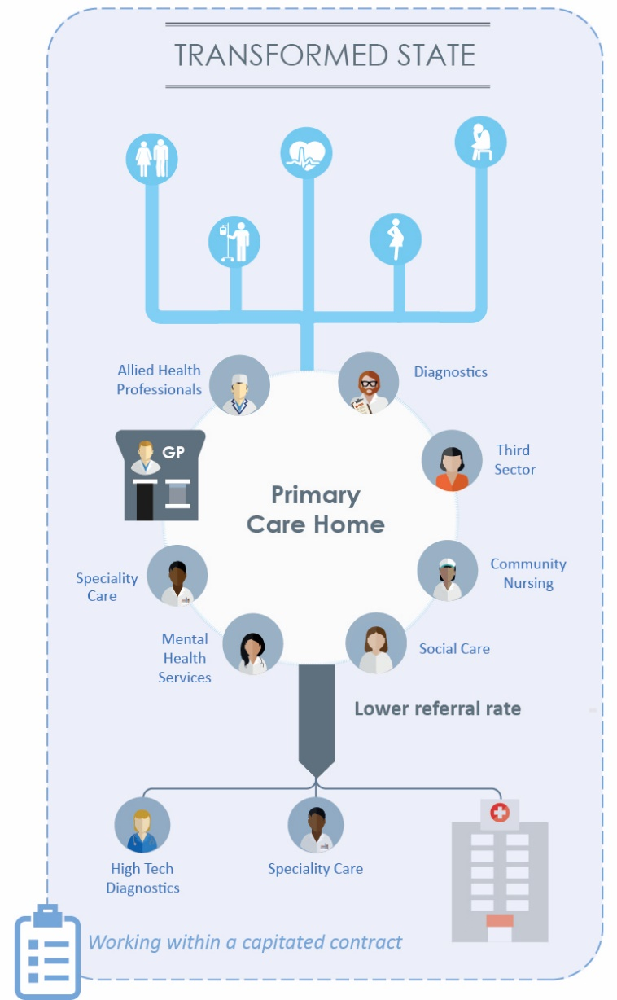 TRANSFORMED STATE
Allied Health
Professionals
Diagnostics
GP
Third
Sector
Primary
Care Home
Speciality
Care
Community
Nursing
Mental
Health
Services
Social Care
Lower referral rate
High Tech
Diagnostics
Speciality Care
Working within a capitated contract